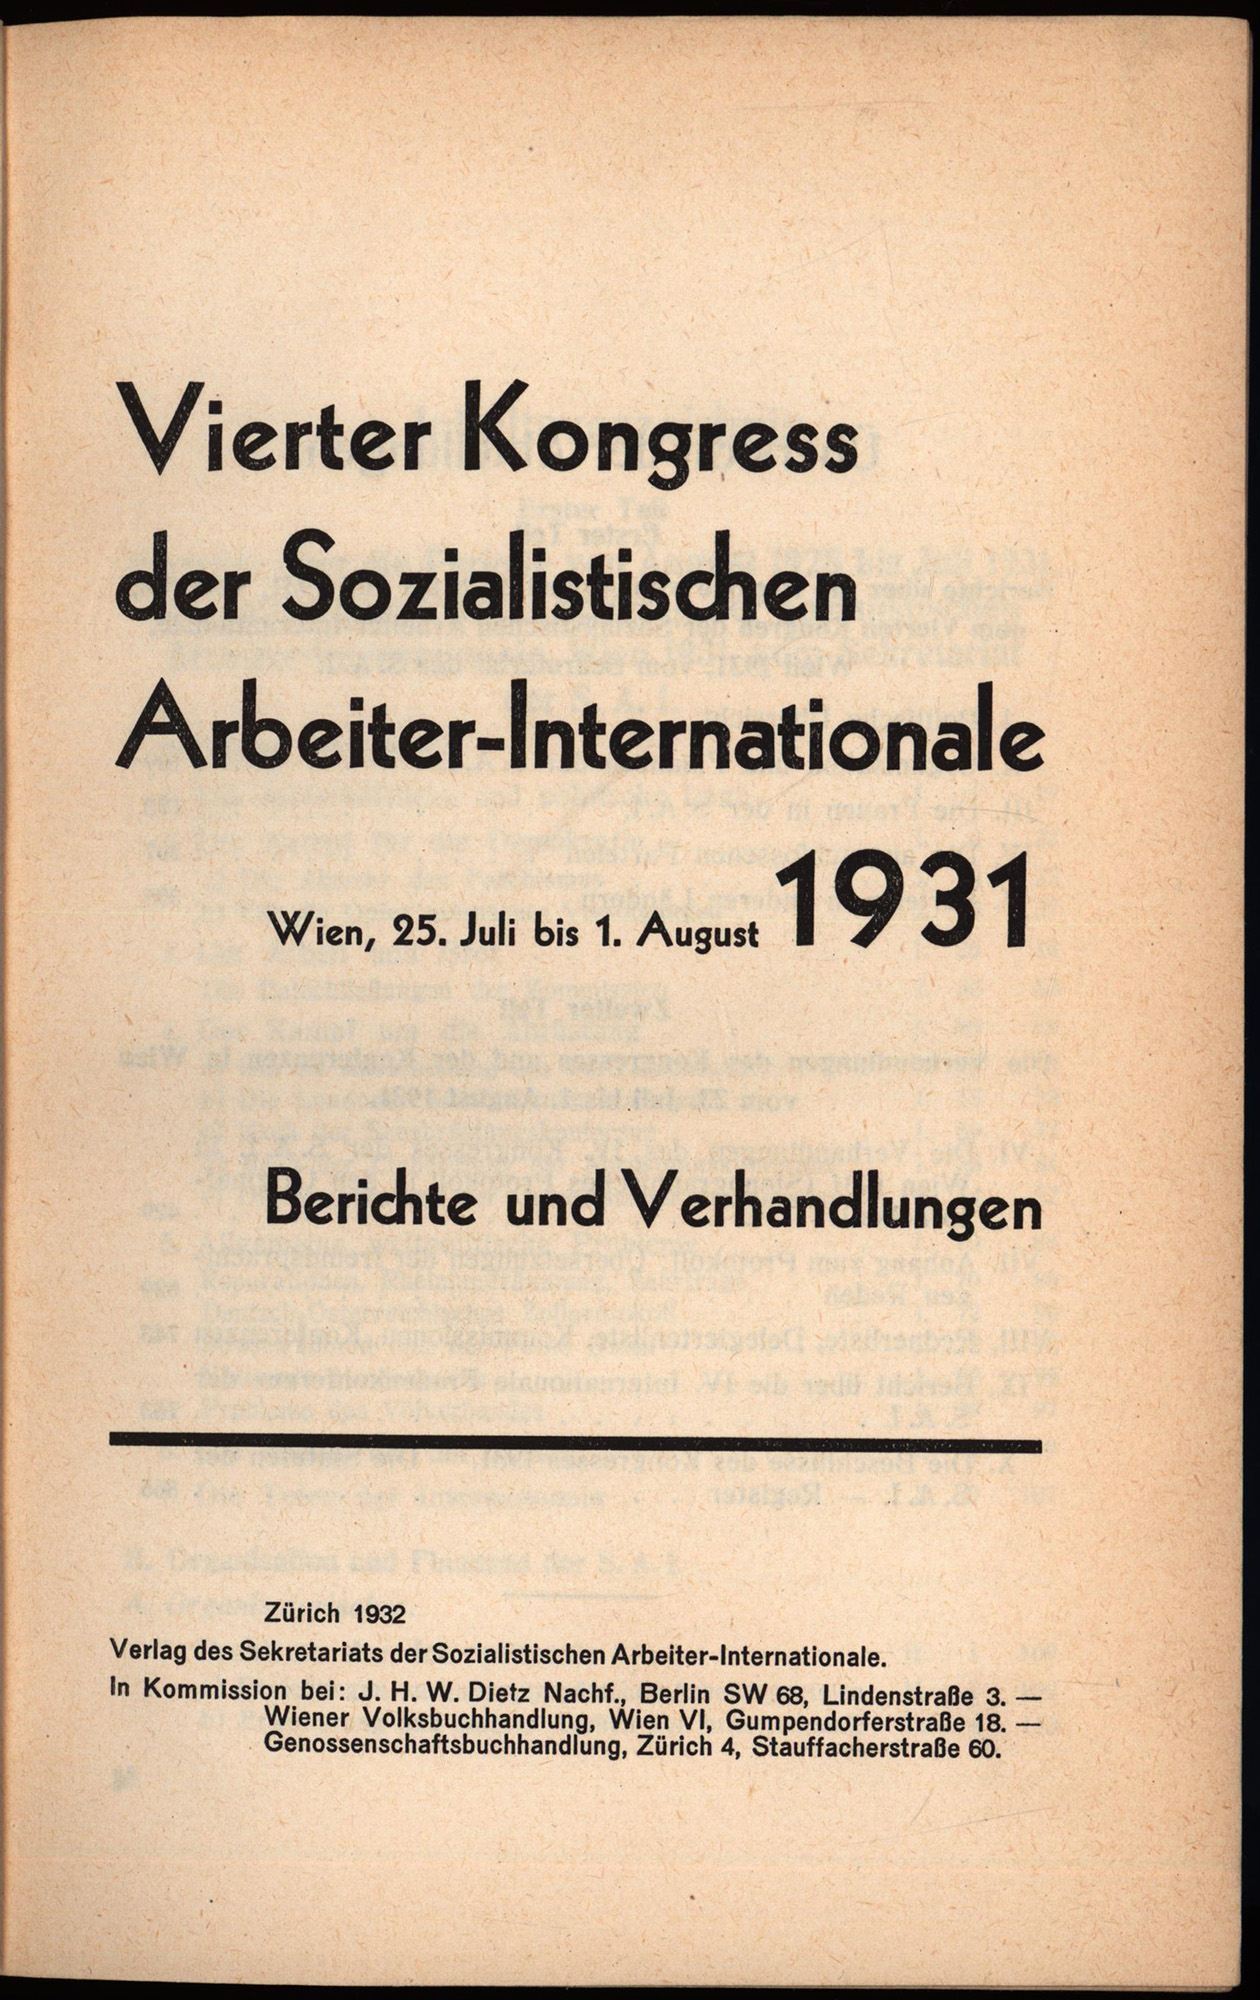 Vierter Kongress
der Sozialistischen
Arbeiter-Internationale
Wien, 25. Juli bis 1. August 1931
Berichte und Verhandlungen
Zürich 1932
Verlag des Sekretariats der Sozialistischen Arbeiter-Internationale.
In Kommission bei: J. H. W. Dietz Nachf., Berlin SW 68, Lindenstraße 3. —
Wiener Volksbuchhandlung, Wien VI, Gumpendorferstraße 18. —
Genossenschaftsbuchhandlung, Zürich 4, Stauffacherstraße 60.